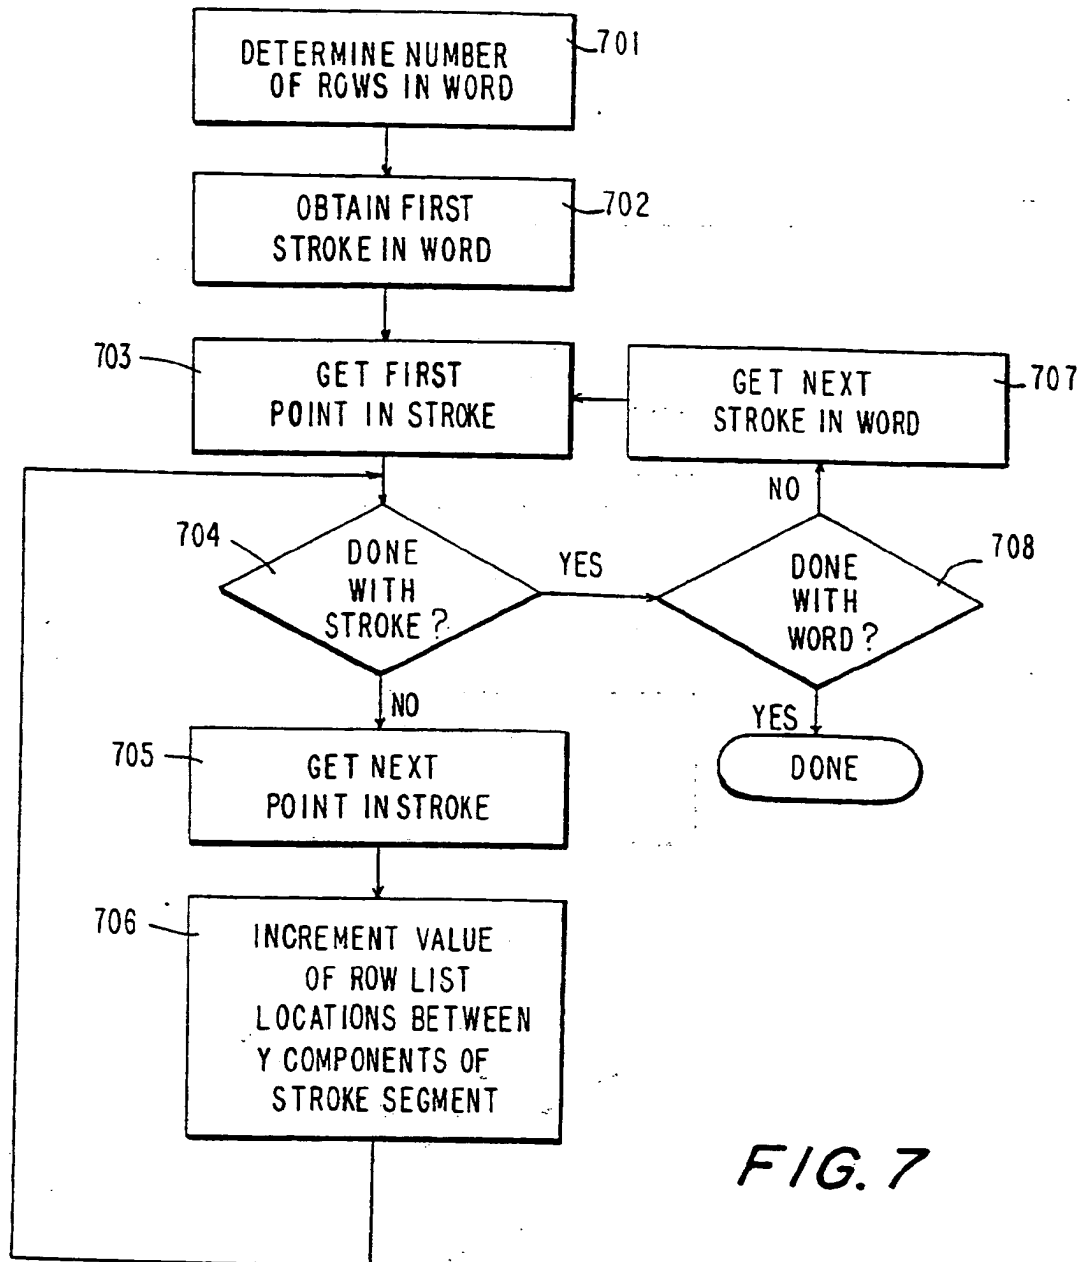 DETERMINE NUMBER
OF ROWS IN WORD
701
OBTAIN FIRST
STROKE IN WORD
702
703
GET FIRST
POINT IN STROKE
GET NEXT
STROKE IN WORD
707
NO
704
DONE
WITH
STROKE?
YES
DONE
WITH
WORD?
708
NO
YES
DONE
705
GET NEXT
POINT IN STROKE
706
INCREMENT VALUE
OF ROW LIST
LOCATIONS BETWEEN
Y COMPONENTS OF
STROKE SEGMENT
FIG. 7